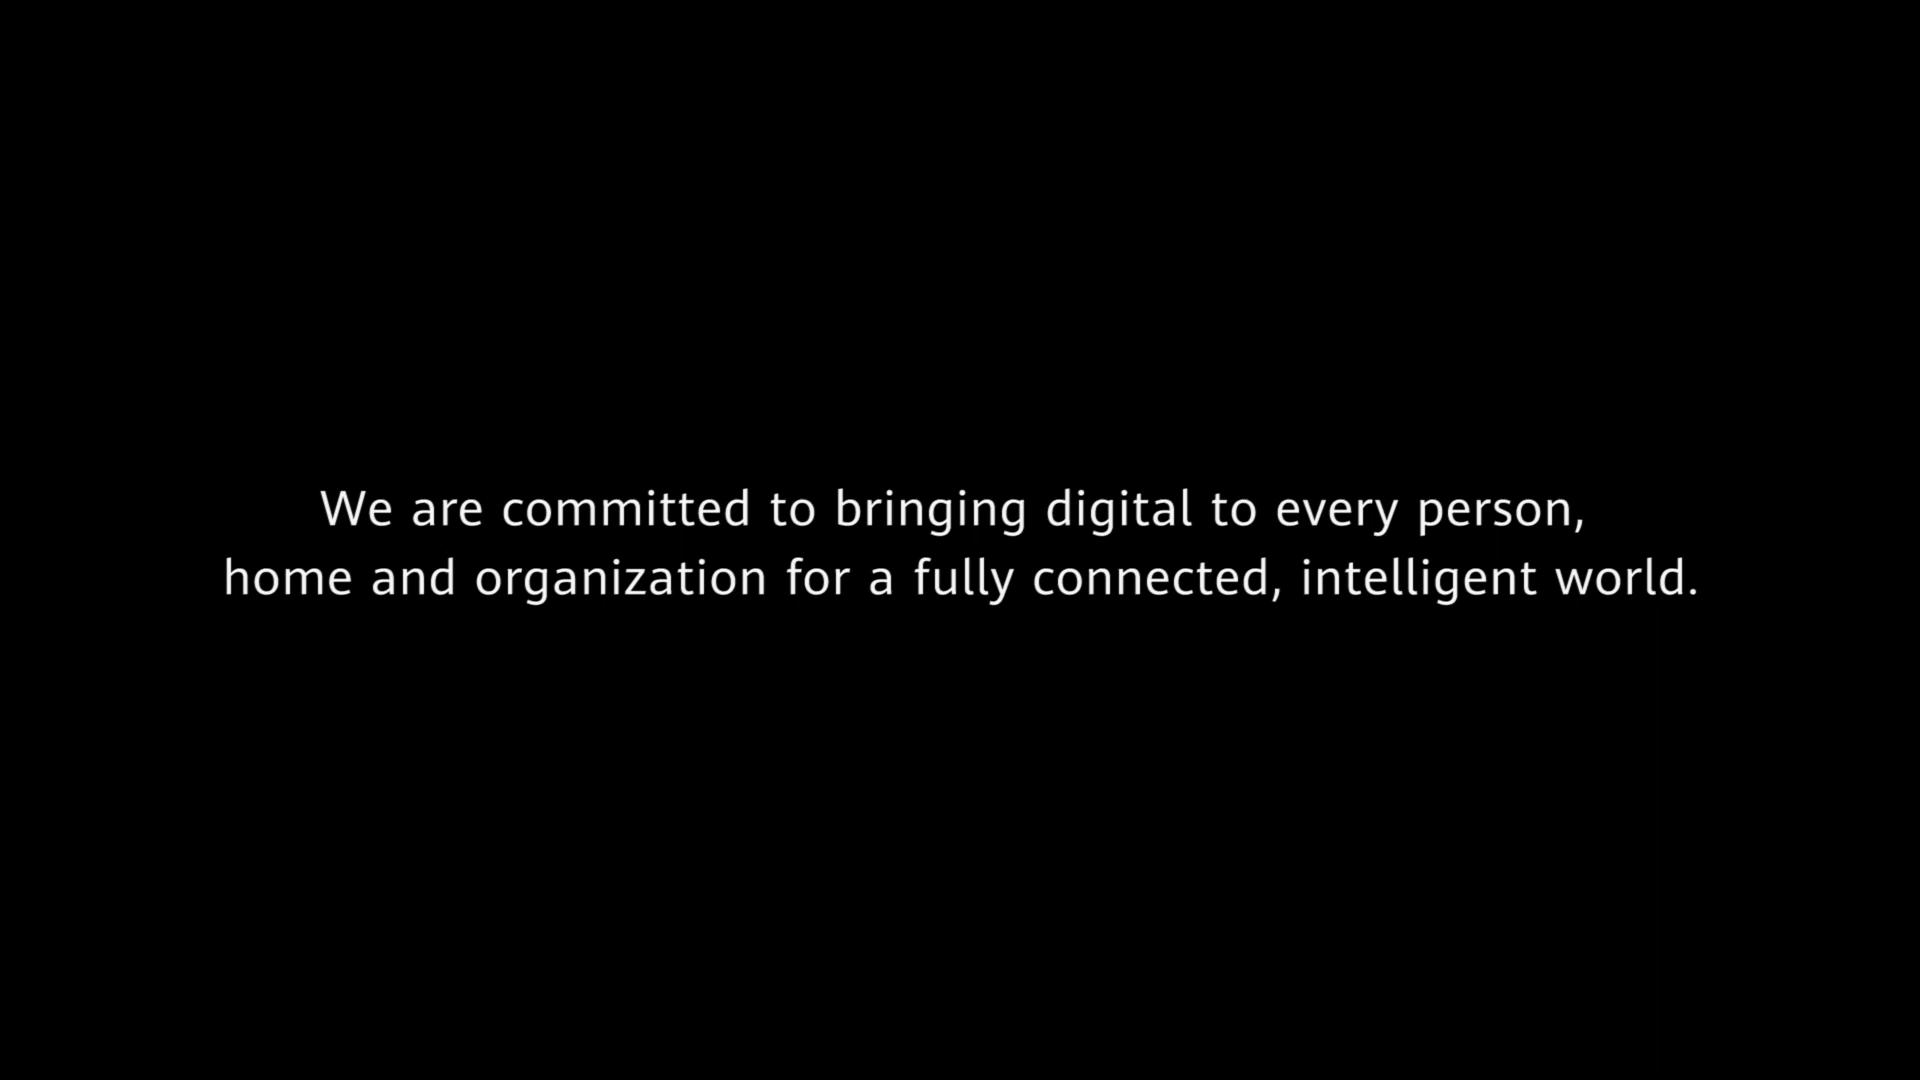 We are committed to bringing digital to every person,
home and organization for a fully connected, intelligent world.